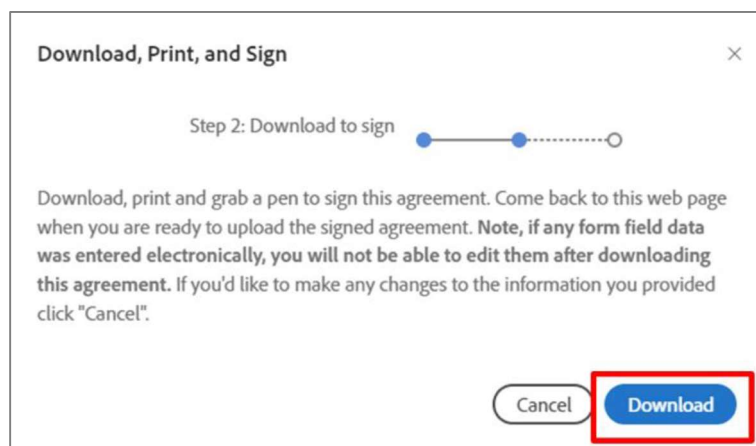 Download, Print, and Sign
Step 2: Download to sign
Download, print and grab a pen to sign this agreement. Come back to this web page
when you are ready to upload the signed agreement. Note, if any form field data
was entered electronically, you will not be able to edit them after downloading
this agreement. If you'd like to make any changes to the information you provided
click "Cancel".
Cancel Download